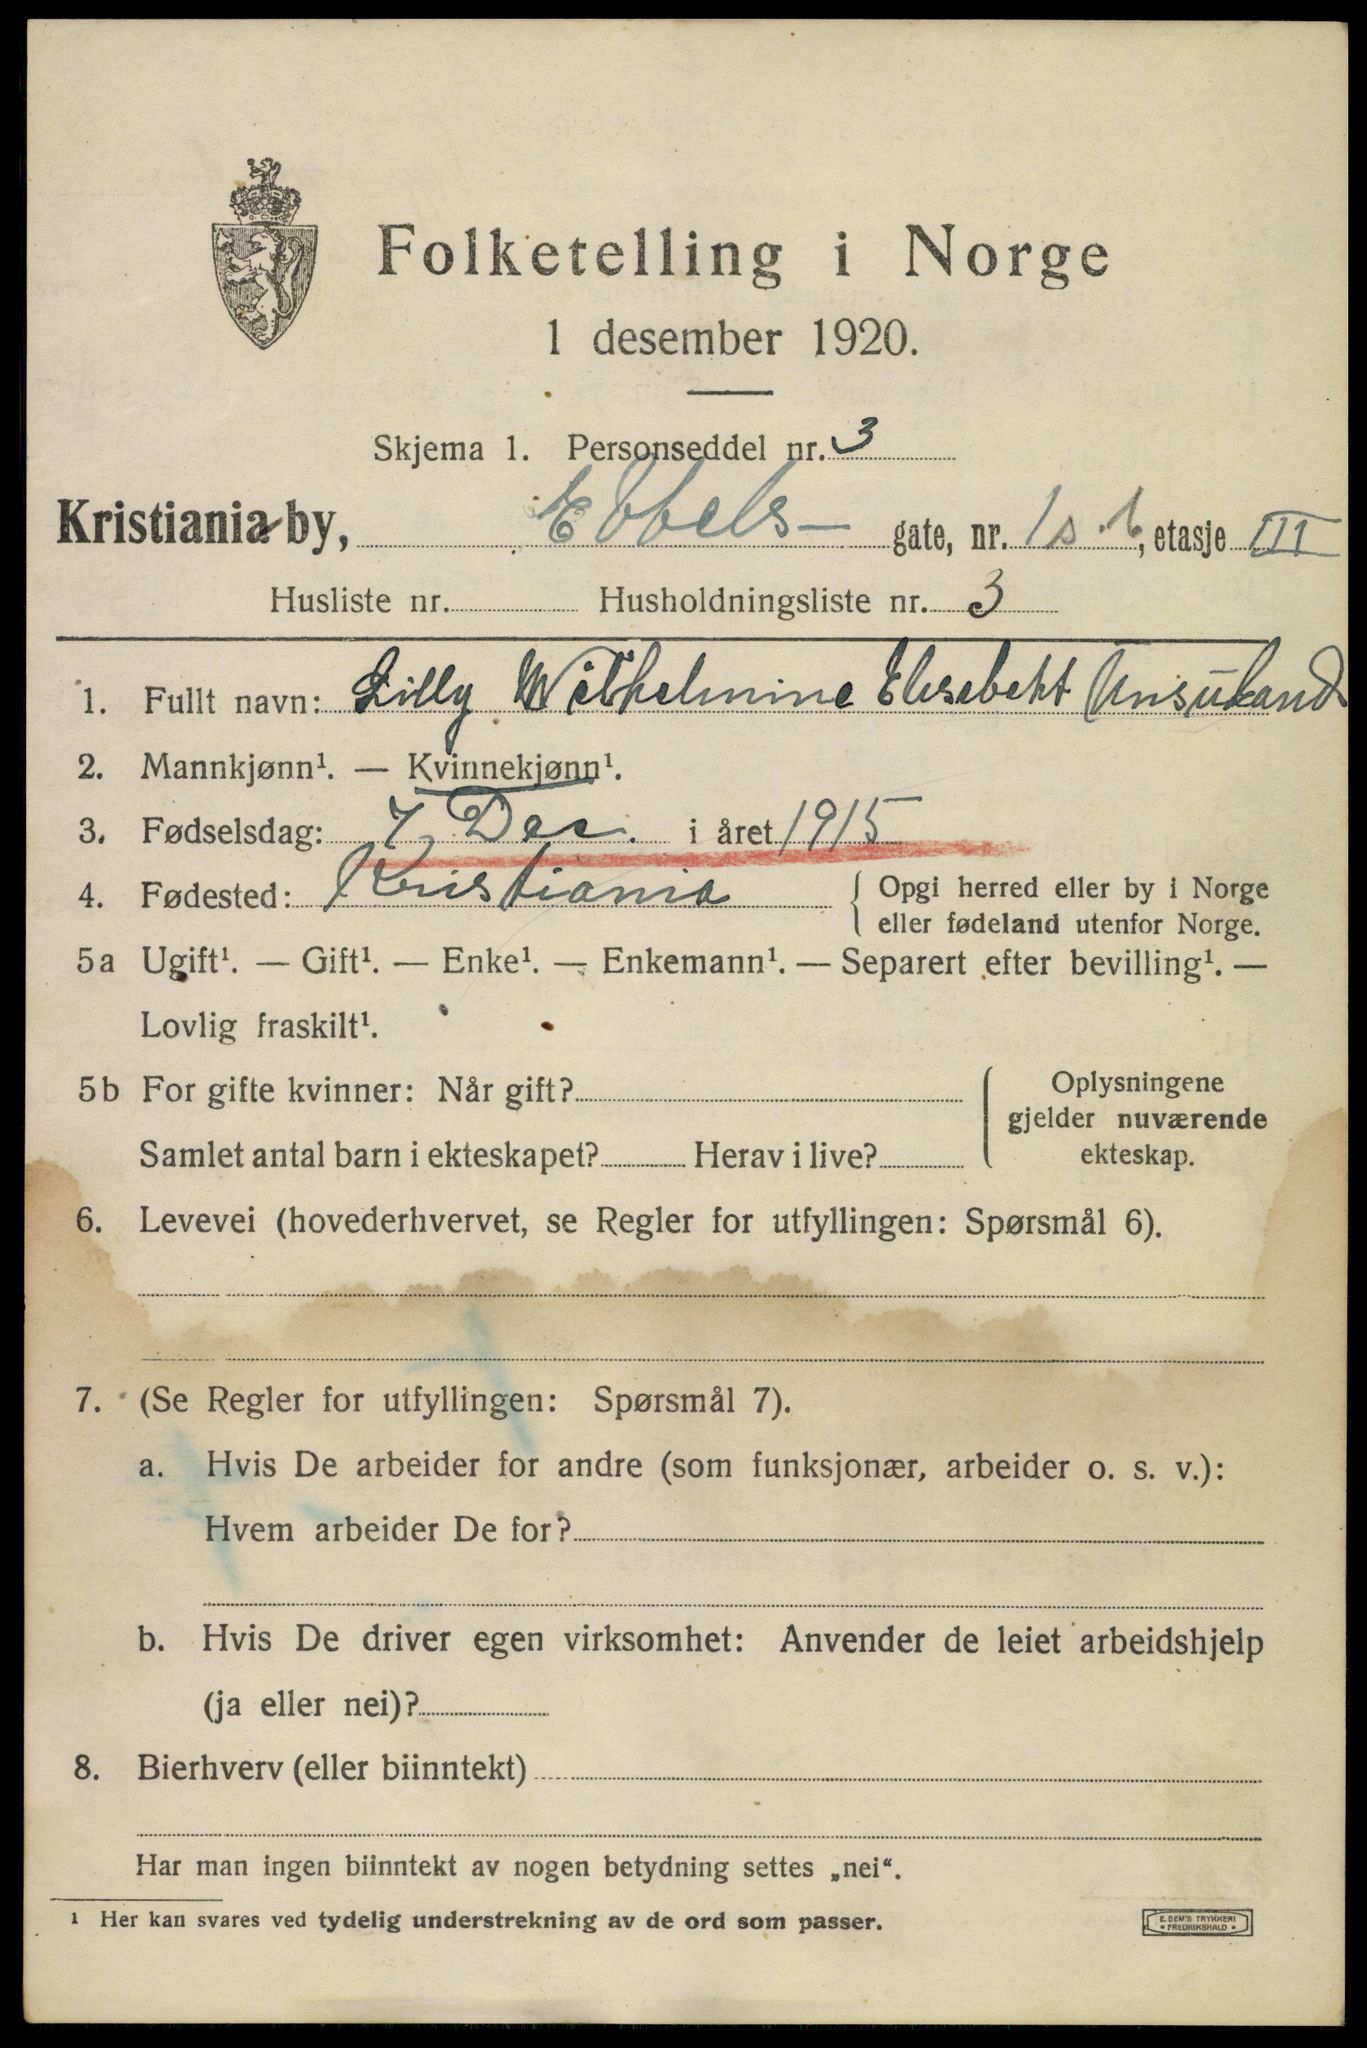 Folketelling i Norge
1 desember 1920.
Skjema 1. Personseddel nr. 3
Kristiania by, Ebbels- gate, nr. 1 s. b, etasje III
Husliste nr. Husholdningsliste nr. 3
1. Fullt navn: Lilly Wilhelmine Elisabeht
2. Mannkjønn¹. — Kvinnekjønn¹.
3. Fødselsdag: 7 Des. i året 1915
4. Fødested: Kristiania { Opgi herred eller by i Norge
eller fødeland utenfor Norge.
5a Ugift¹. — Gift¹. — Enke¹. — Enkemann¹. — Separert efter bevilling¹. —
Lovlig fraskilt¹.
5b For gifte kvinner: Når gift? { Oplysningene
gjelder nuværende
Samlet antal barn i ekteskapet? Herav i live? ekteskap.
6. Levevei (hovederhvervet, se Regler for utfyllingen: Spørsmål 6).
7. (Se Regler for utfyllingen: Spørsmål 7).
a. Hvis De arbeider for andre (som funksjonær, arbeider o. s. v.):
Hvem arbeider De for?
b. Hvis De driver egen virksomhet: Anvender de leiet arbeidshjelp
(ja eller nei)?
8. Bierhverv (eller biinntekt)
Har man ingen biinntekt av nogen betydning settes „nei“.
¹ Her kan svares ved tydelig understrekning av de ord som passer.
E. SEM'S TRYKKERI
• FREDRIKSHALD •